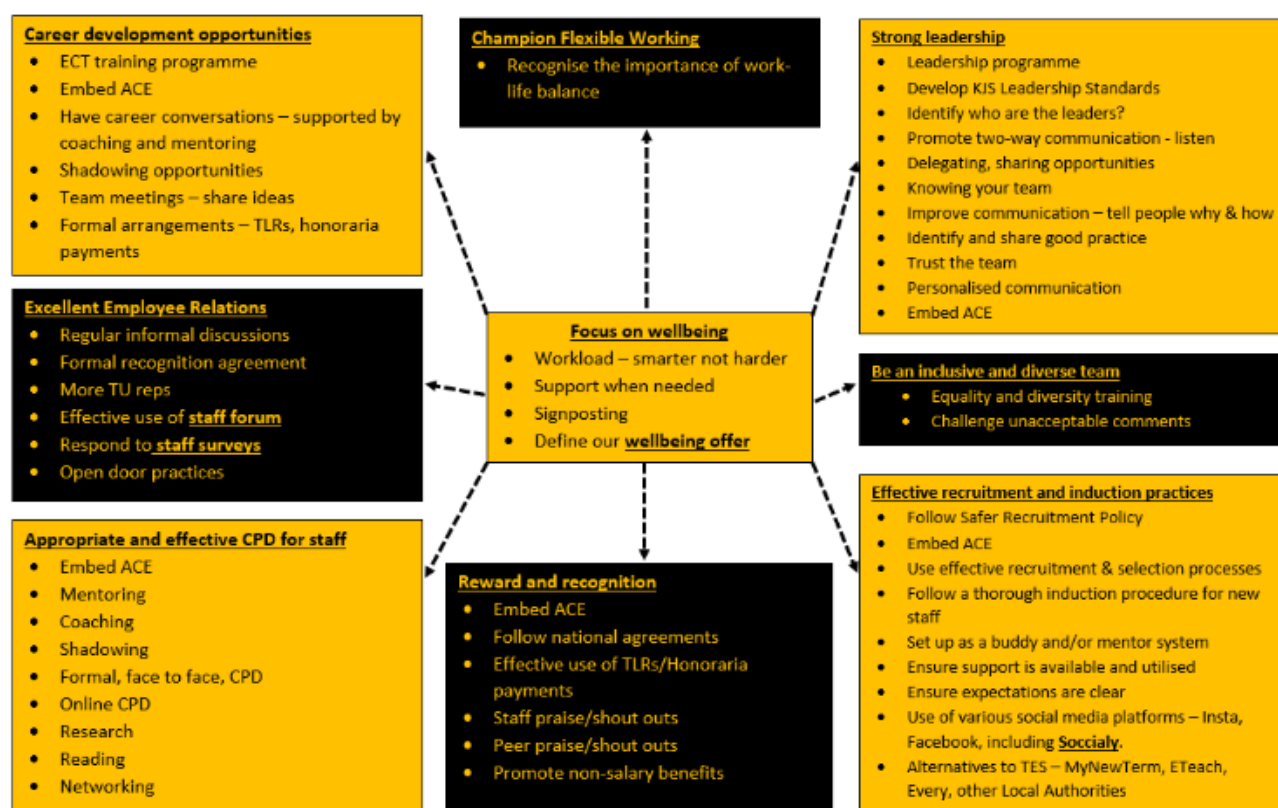 Career development opportunities
• ECT training programme
• Embed ACE
• Have career conversations – supported by
coaching and mentoring
• Shadowing opportunities
• Team meetings – share ideas
• Formal arrangements – TLRs, honoraria
payments
Champion Flexible Working
• Recognise the importance of work-
life balance
Strong leadership
• Leadership programme
• Develop KJS Leadership Standards
• Identify who are the leaders?
• Promote two-way communication - listen
• Delegating, sharing opportunities
• Knowing your team
• Improve communication – tell people why & how
• Identify and share good practice
• Trust the team
• Personalised communication
• Embed ACE
Excellent Employee Relations
• Regular informal discussions
• Formal recognition agreement
• More TU reps
• Effective use of staff forum
• Respond to staff surveys
• Open door practices
Focus on wellbeing
• Workload – smarter not harder
• Support when needed
• Signposting
• Define our wellbeing offer
Be an inclusive and diverse team
• Equality and diversity training
• Challenge unacceptable comments
Appropriate and effective CPD for staff
• Embed ACE
• Mentoring
• Coaching
• Shadowing
• Formal, face to face, CPD
• Online CPD
• Research
• Reading
• Networking
Reward and recognition
• Embed ACE
• Follow national agreements
• Effective use of TLRs/Honoraria
payments
• Staff praise/shout outs
• Peer praise/shout outs
• Promote non-salary benefits
Effective recruitment and induction practices
• Follow Safer Recruitment Policy
• Embed ACE
• Use effective recruitment & selection processes
• Follow a thorough induction procedure for new
staff
• Set up as a buddy and/or mentor system
• Ensure support is available and utilised
• Ensure expectations are clear
• Use of various social media platforms – Insta,
Facebook, including Soccialy.
• Alternatives to TES – MyNewTerm, ETeach,
Every, other Local Authorities